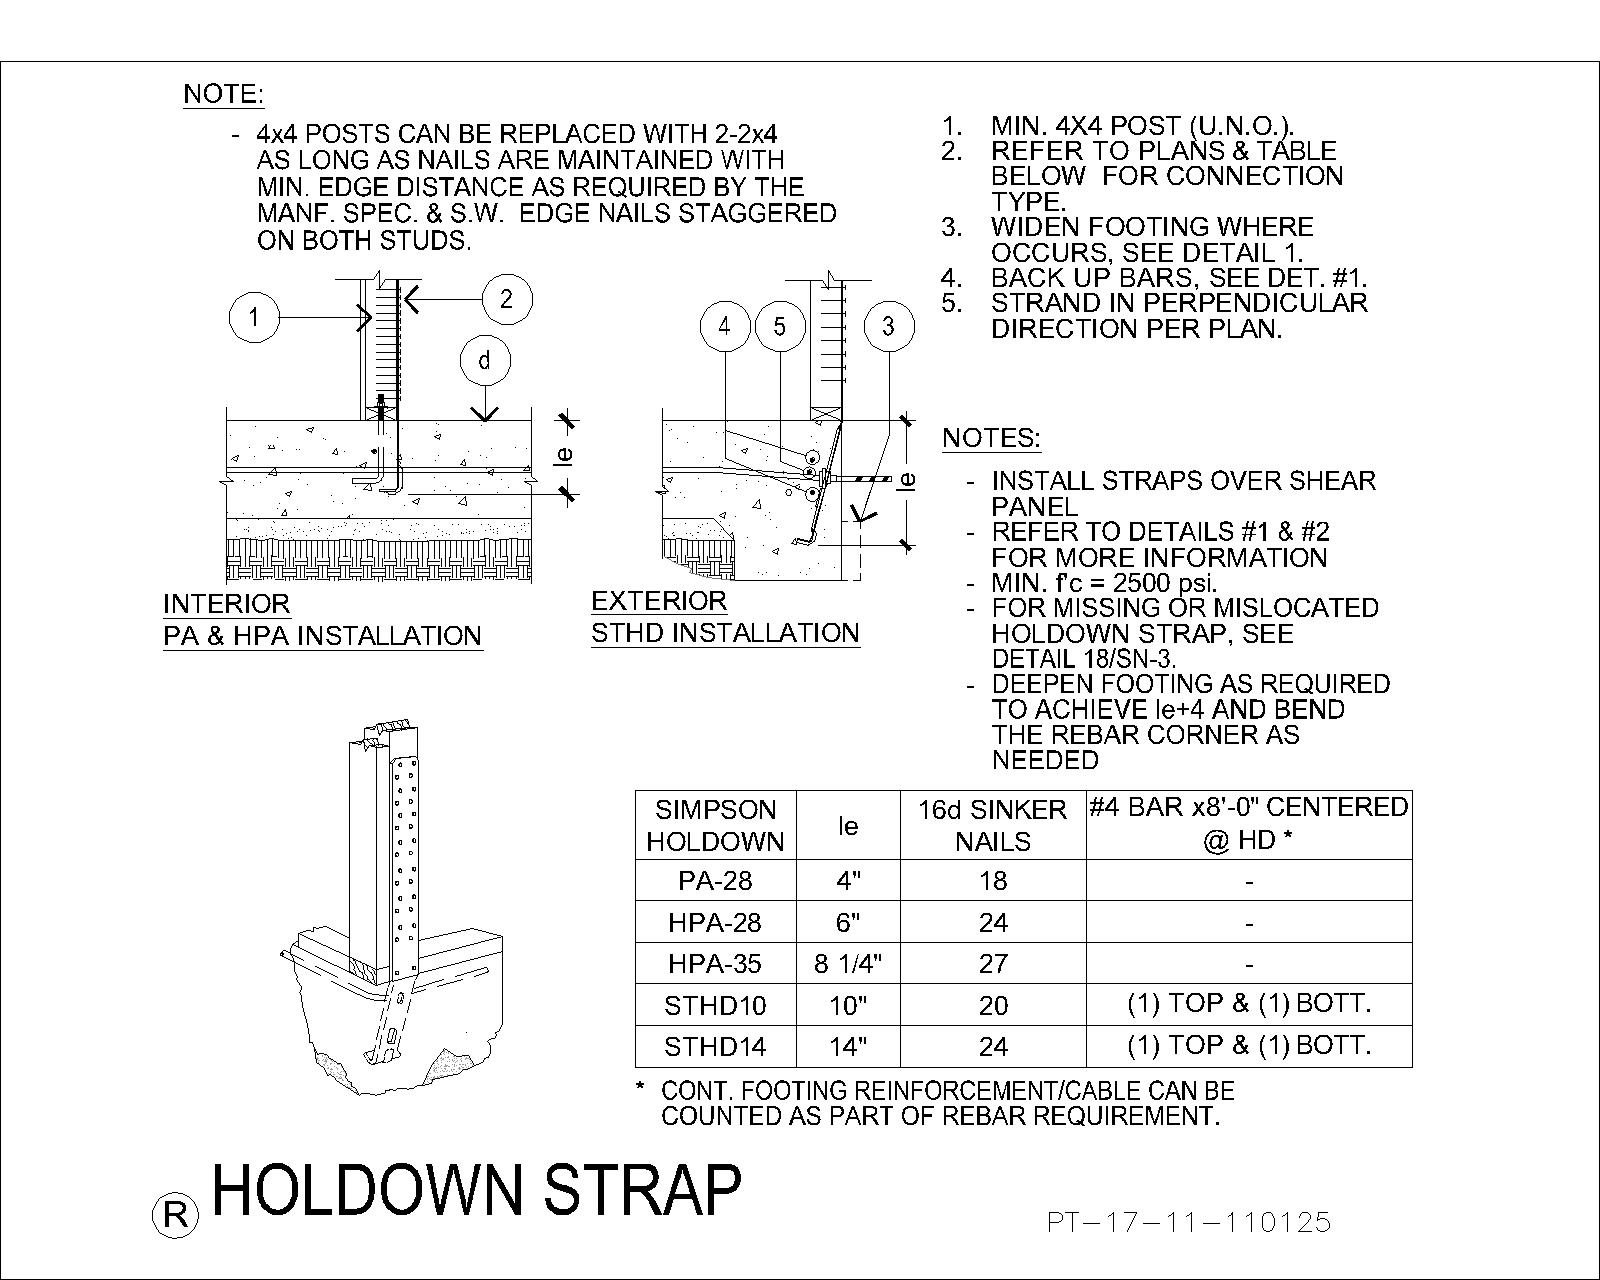 NOTE:
- 4x4 POSTS CAN BE REPLACED WITH 2-2x4
AS LONG AS NAILS ARE MAINTAINED WITH
MIN. EDGE DISTANCE AS REQUIRED BY THE
MANF. SPEC. & S.W. EDGE NAILS STAGGERED
ON BOTH STUDS.
1. MIN. 4X4 POST (U.N.O.).
2. REFER TO PLANS & TABLE
BELOW FOR CONNECTION
TYPE.
3. WIDEN FOOTING WHERE
OCCURS, SEE DETAIL 1.
4. BACK UP BARS, SEE DET. #1.
5. STRAND IN PERPENDICULAR
DIRECTION PER PLAN.
1
2
d
le
4
5
3
le
INTERIOR
PA & HPA INSTALLATION
EXTERIOR
STHD INSTALLATION
NOTES:
- INSTALL STRAPS OVER SHEAR
PANEL
- REFER TO DETAILS #1 & #2
FOR MORE INFORMATION
- MIN. f'c = 2500 psi.
- FOR MISSING OR MISLOCATED
HOLDOWN STRAP, SEE
DETAIL 18/SN-3.
- DEEPEN FOOTING AS REQUIRED
TO ACHIEVE le+4 AND BEND
THE REBAR CORNER AS
NEEDED
SIMPSON HOLDOWN le 16d SINKER NAILS #4 BAR x8'-0" CENTERED @ HD *
PA-28 4" 18 -
HPA-28 6" 24 -
HPA-35 8 1/4" 27 -
STHD10 10" 20 (1) TOP & (1) BOTT.
STHD14 14" 24 (1) TOP & (1) BOTT.
* CONT. FOOTING REINFORCEMENT/CABLE CAN BE
COUNTED AS PART OF REBAR REQUIREMENT.
R HOLDOWN STRAP
PT-17-11-110125